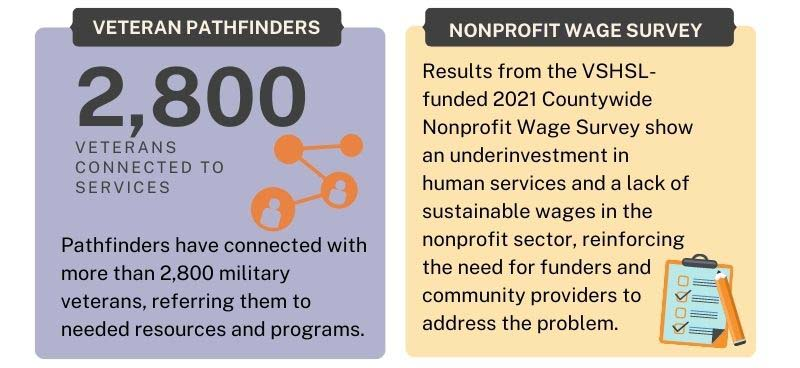 VETERAN PATHFINDERS
2,800
VETERANS
CONNECTED TO
SERVICES
Pathfinders have connected with
more than 2,800 military
veterans, referring them to
needed resources and programs.
NONPROFIT WAGE SURVEY
Results from the VSHSL-
funded 2021 Countywide
Nonprofit Wage Survey show
an underinvestment in
human services and a lack of
sustainable wages in the
nonprofit sector, reinforcing
the need for funders and
community providers to
address the problem.